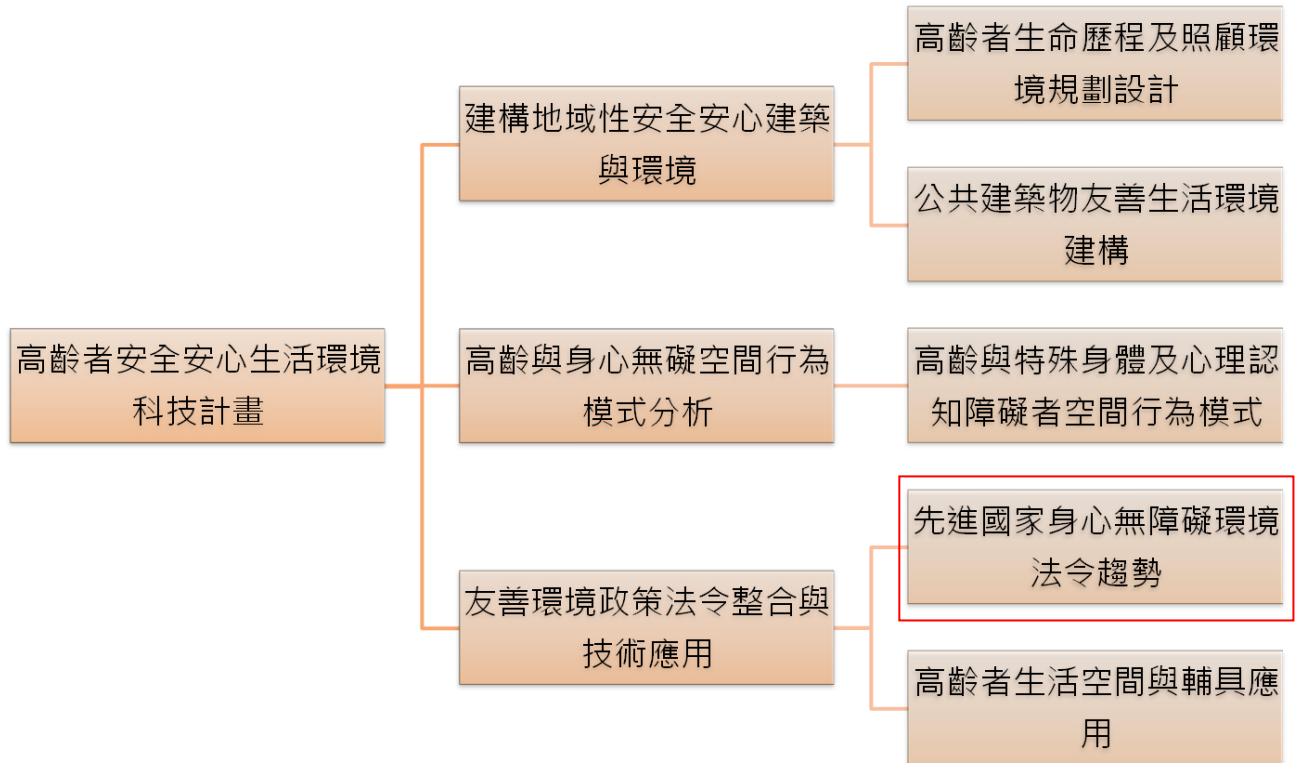 高齡者安全安心生活環境
科技計畫
建構地域性安全安心建築
與環境
高齡者生命歷程及照顧環
境規劃設計
公共建築物友善生活環境
建構
高齡與身心無礙空間行為
模式分析
高齡與特殊身體及心理認
知障礙者空間行為模式
友善環境政策法令整合與
技術應用
先進國家身心無障礙環境
法令趨勢
高齡者生活空間與輔具應
用